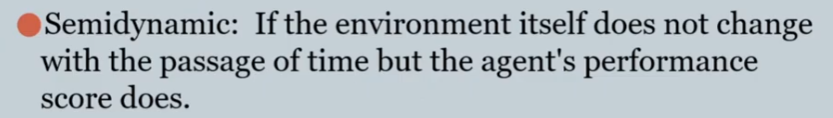 Semidynamic:  If the environment itself does not change
with the passage of time but the agent's performance
score does.